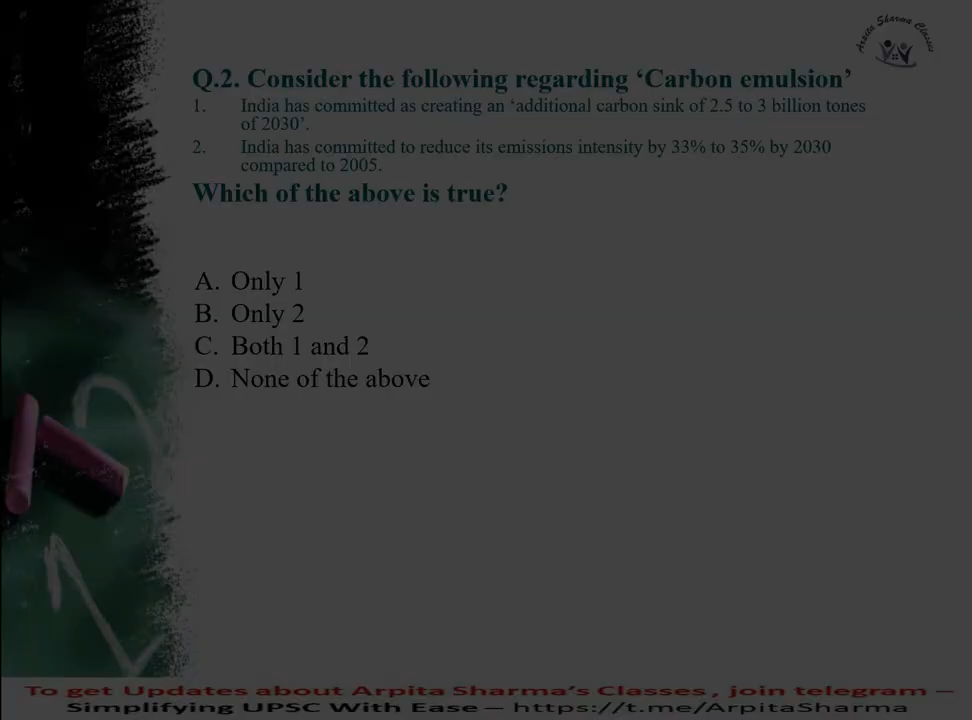 Arpita Sharma Classes
Q.2. Consider the following regarding ‘Carbon emulsion’
1. India has committed as creating an ‘additional carbon sink of 2.5 to 3 billion tones
of 2030’.
2. India has committed to reduce its emissions intensity by 33% to 35% by 2030
compared to 2005.
Which of the above is true?
A. Only 1
B. Only 2
C. Both 1 and 2
D. None of the above
To get Updates about Arpita Sharma’s Classes , join telegram –
Simplifying UPSC With Ease – https://t.me/ArpitaSharma